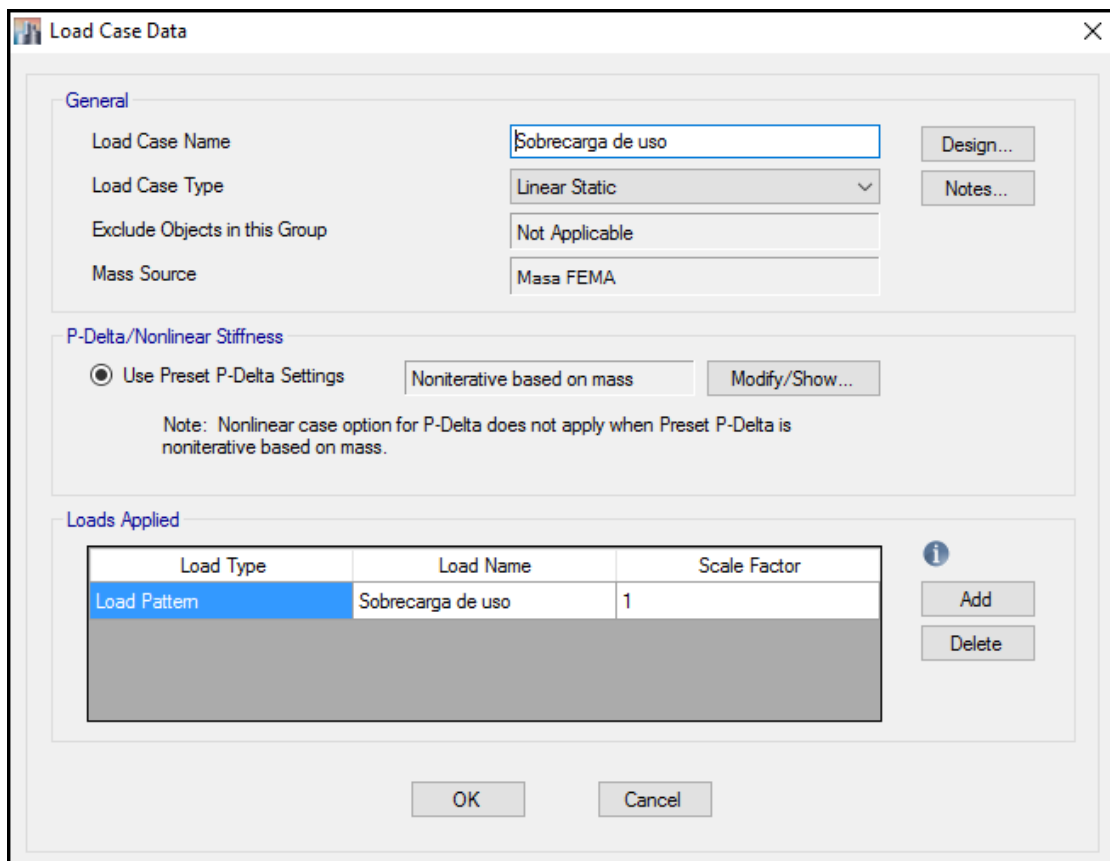 Load Case Data
General
Load Case Name Sobrecarga de uso Design...
Load Case Type Linear Static Notes...
Exclude Objects in this Group Not Applicable
Mass Source Masa FEMA
P-Delta/Nonlinear Stiffness
Use Preset P-Delta Settings Noniterative based on mass Modify/Show...
Note: Nonlinear case option for P-Delta does not apply when Preset P-Delta is
noniterative based on mass.
Loads Applied
Load Type Load Name Scale Factor
Load Pattern Sobrecarga de uso 1
Add
Delete
OK Cancel